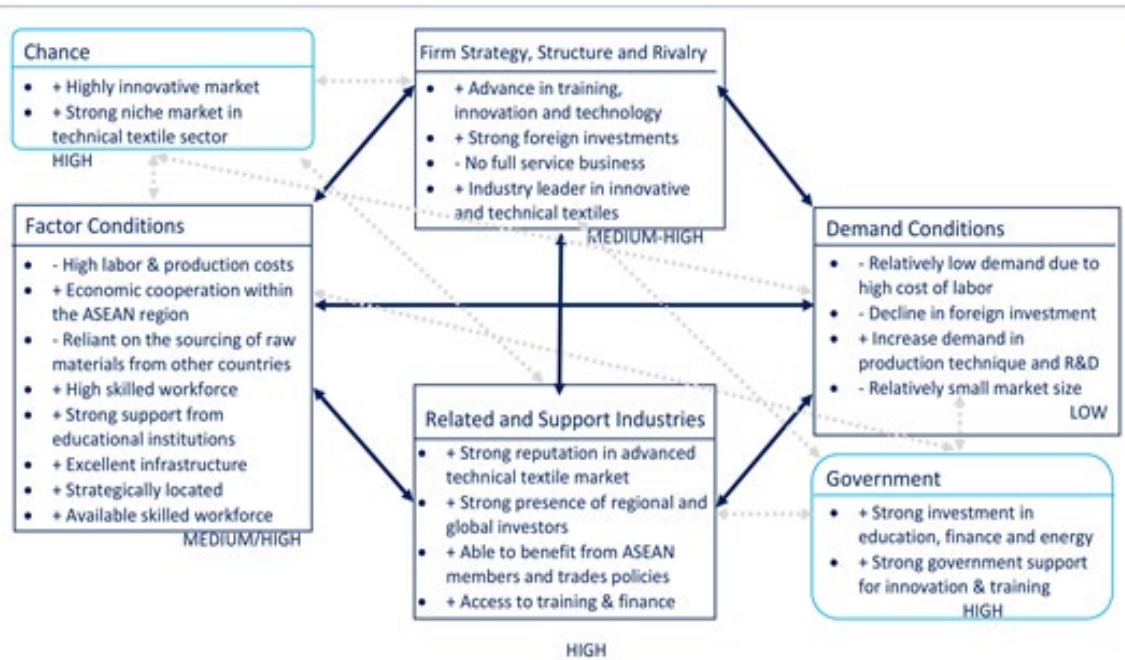 Chance
• + Highly innovative market
• + Strong niche market in
technical textile sector
HIGH
Firm Strategy, Structure and Rivalry
• + Advance in training,
innovation and technology
• + Strong foreign investments
• - No full service business
• + Industry leader in innovative
and technical textiles
MEDIUM-HIGH
Factor Conditions
• - High labor & production costs
• + Economic cooperation within
the ASEAN region
• - Reliant on the sourcing of raw
materials from other countries
• + High skilled workforce
• + Strong support from
educational institutions
• + Excellent infrastructure
• + Strategically located
• + Available skilled workforce
MEDIUM/HIGH
Demand Conditions
• - Relatively low demand due to
high cost of labor
• - Decline in foreign investment
• + Increase demand in
production technique and R&D
• - Relatively small market size
LOW
Related and Support Industries
• + Strong reputation in advanced
technical textile market
• + Strong presence of regional and
global investors
• + Able to benefit from ASEAN
members and trades policies
• + Access to training & finance
HIGH
Government
• + Strong investment in
education, finance and energy
• + Strong government support
for innovation & training
HIGH